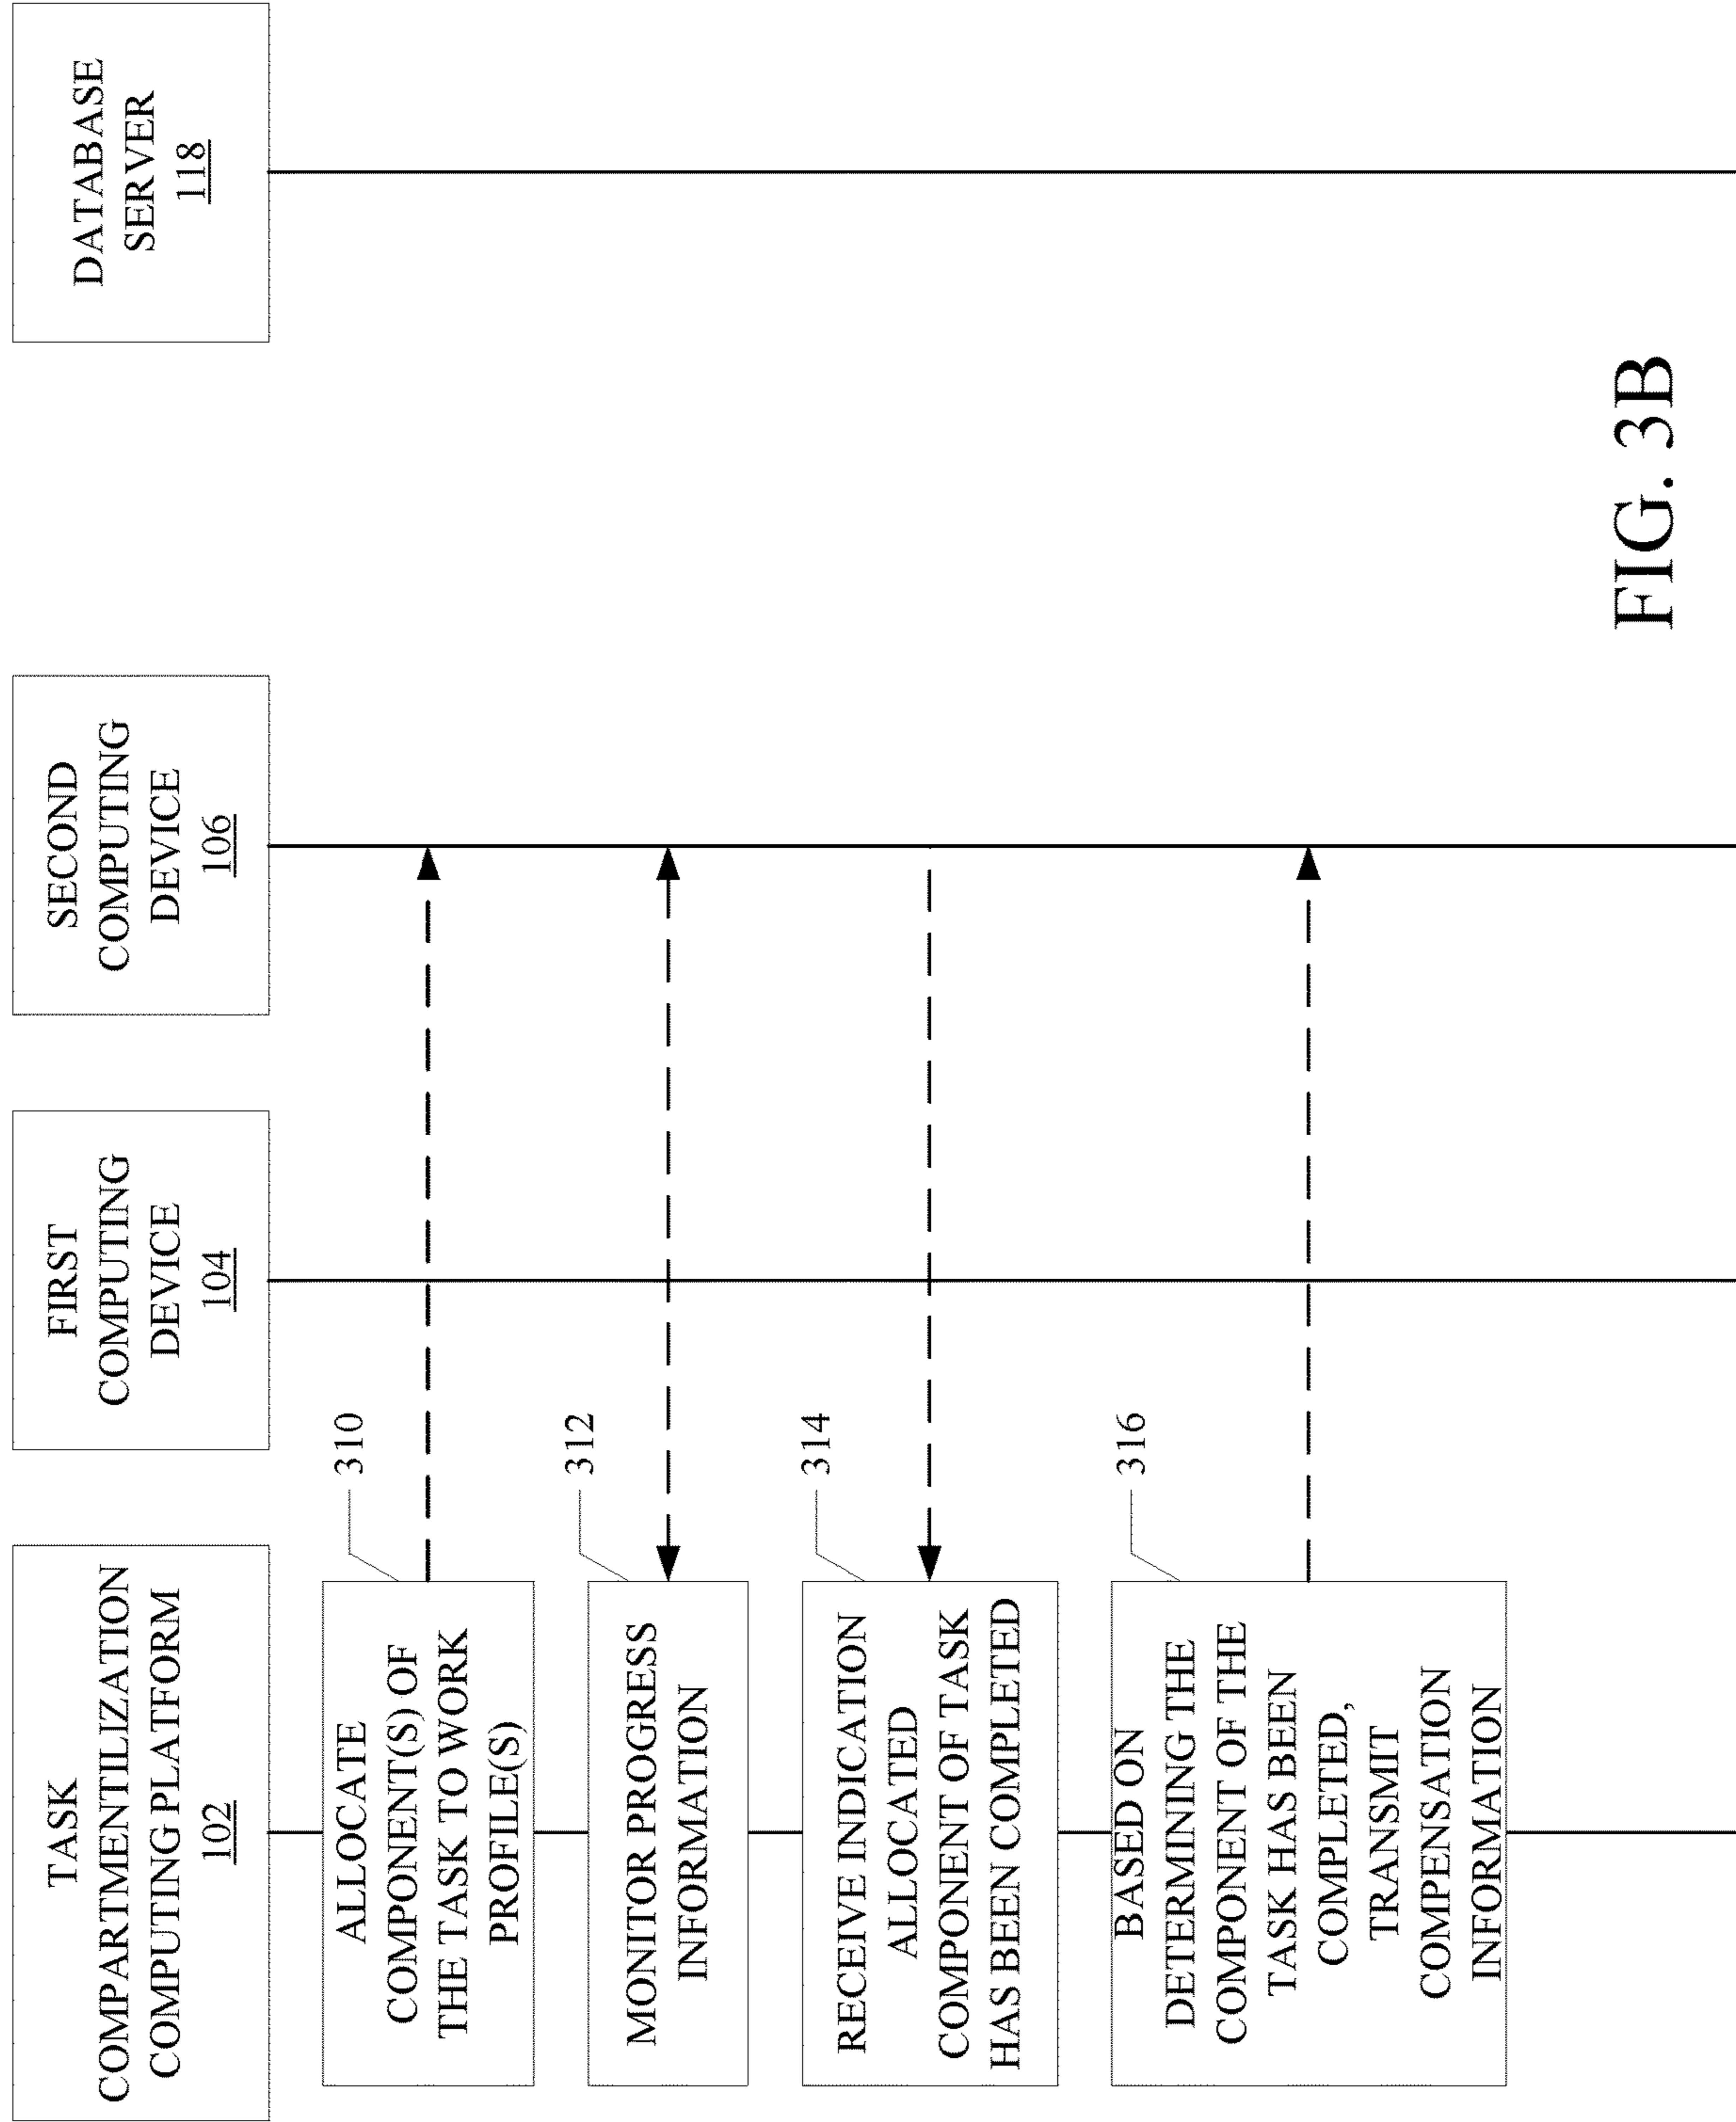 TASK
COMPARTMENTILIZATION
COMPUTING PLATFORM
102
FIRST
COMPUTING
DEVICE
104
SECOND
COMPUTING
DEVICE
106
DATABASE
SERVER
118
310
ALLOCATE
COMPONENT(S) OF
THE TASK TO WORK
PROFILE(S)
312
MONITOR PROGRESS
INFORMATION
314
RECEIVE INDICATION
ALLOCATED
COMPONENT OF TASK
HAS BEEN COMPLETED
316
BASED ON
DETERMINING THE
COMPONENT OF THE
TASK HAS BEEN
COMPLETED,
TRANSMIT
COMPENSATION
INFORMATION
FIG. 3B